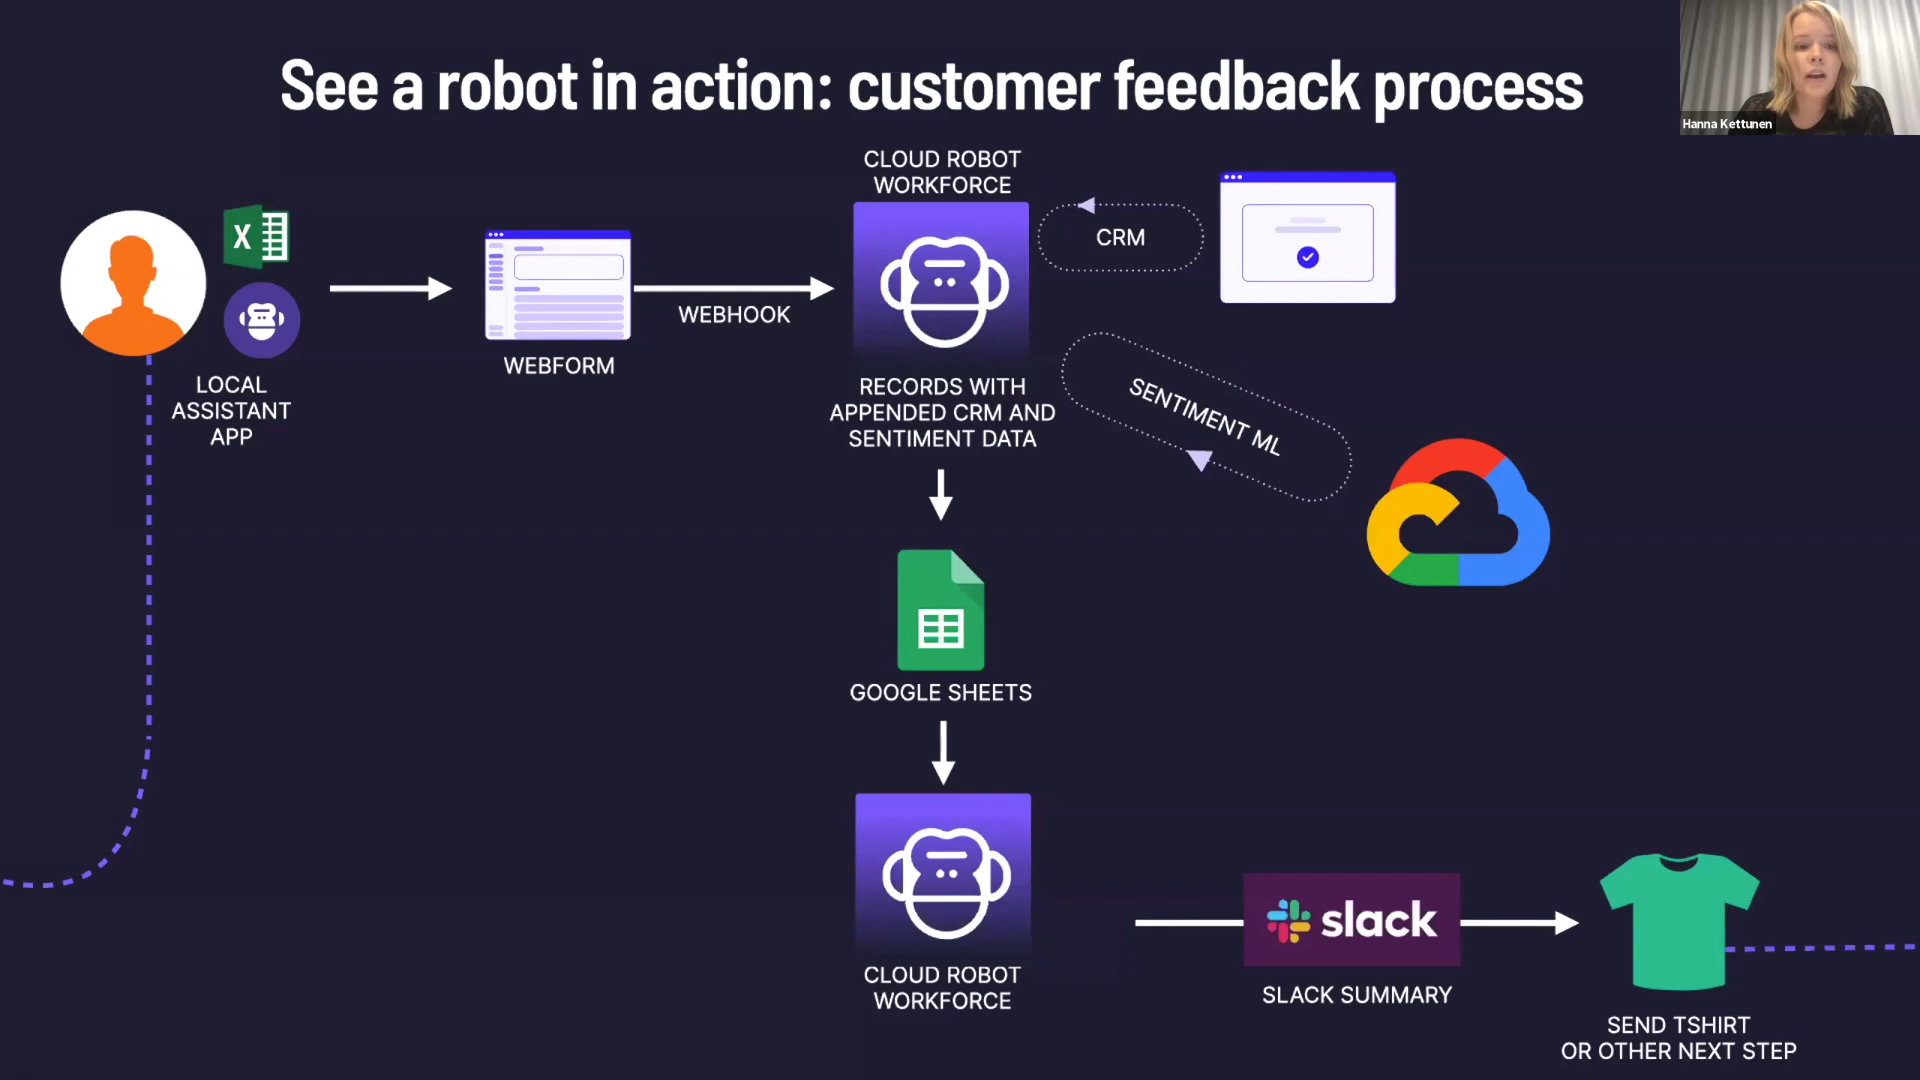 See a robot in action: customer feedback process
Hanna Kettunen
CLOUD ROBOT
WORKFORCE
CRM
X
WEBHOOK
WEBFORM
LOCAL
ASSISTANT
APP
RECORDS WITH
APPENDED CRM AND
SENTIMENT DATA
SENTIMENT ML
GOOGLE SHEETS
CLOUD ROBOT
WORKFORCE
slack
SLACK SUMMARY
SEND TSHIRT
OR OTHER NEXT STEP